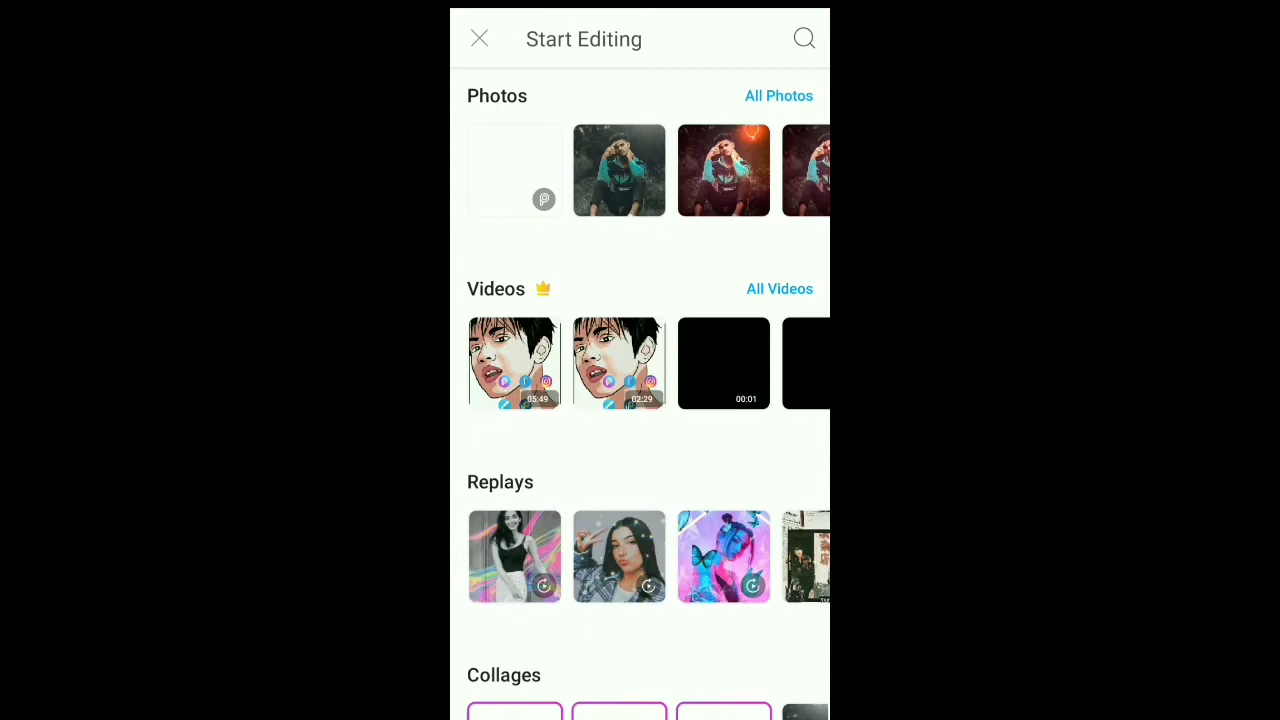 Start Editing
Photos
All Photos
Videos
All Videos
05:49
02:29
00:01
Replays
Collages